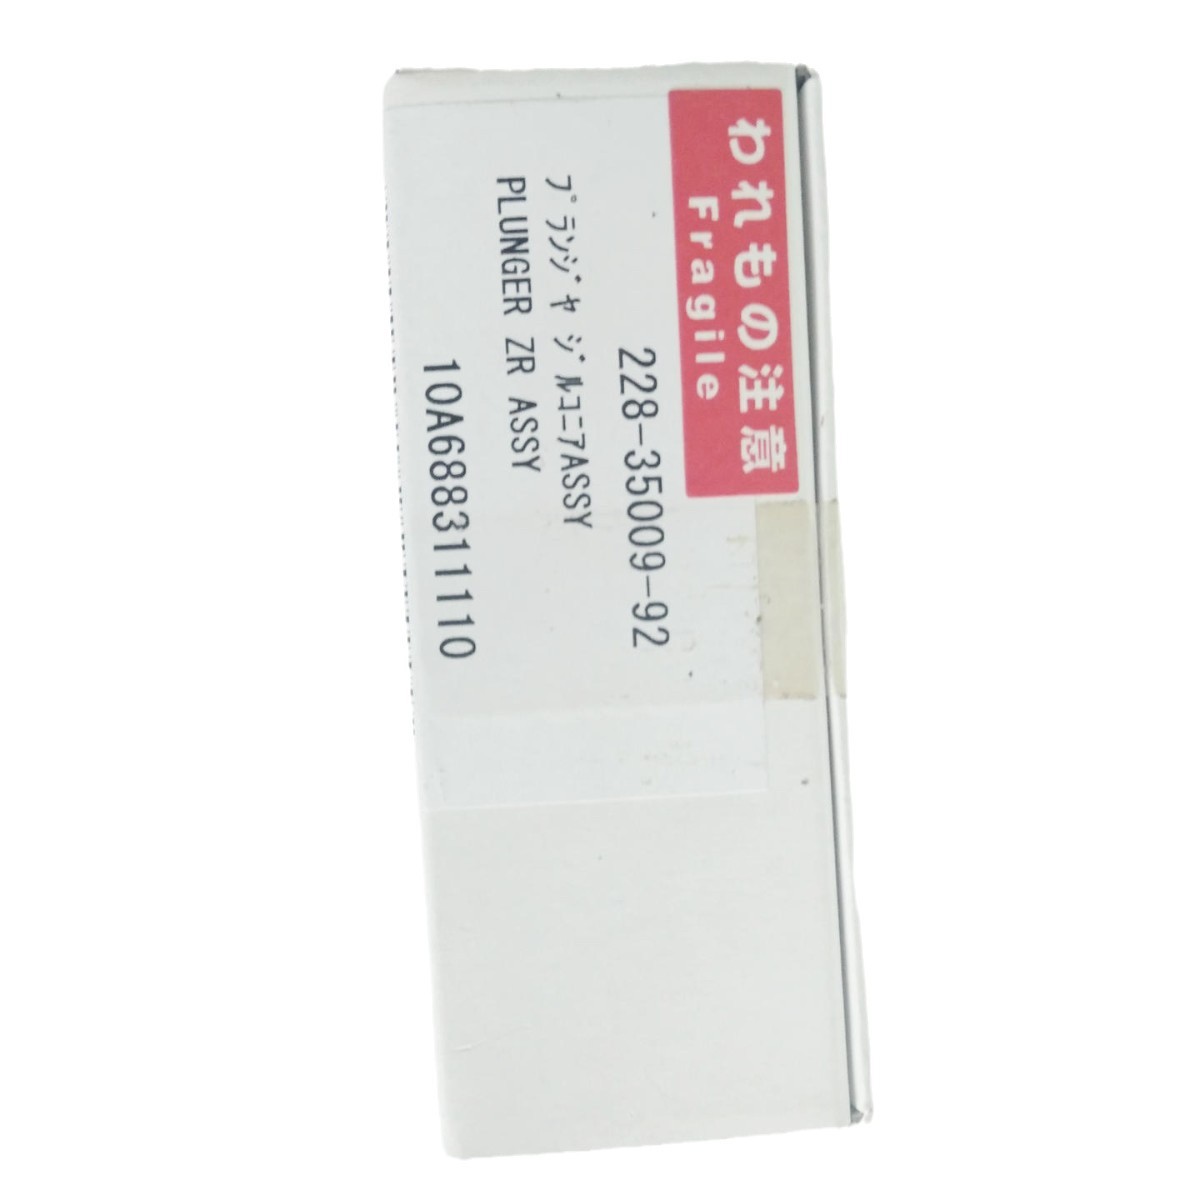 われもの注意
Fragile
228-35009-92
プランジャ ジルコニアASSY
PLUNGER ZR ASSY
10A68831110